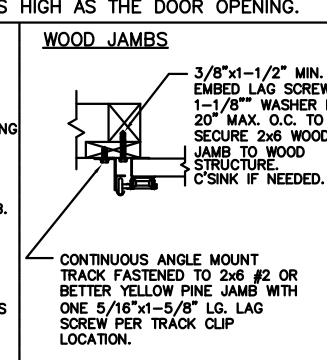 HIGH AS THE DOOR OPENING.
WOOD JAMBS
3/8"x1-1/2" MIN.
EMBED LAG SCREW
1-1/8"" WASHER
20" MAX. O.C. TO
SECURE 2x6 WOOD
JAMB TO WOOD
STRUCTURE.
C'SINK IF NEEDED.
CONTINUOUS ANGLE MOUNT
TRACK FASTENED TO 2x6 #2 OR
BETTER YELLOW PINE JAMB WITH
ONE 5/16"x1-5/8" LG. LAG
SCREW PER TRACK CLIP
LOCATION.